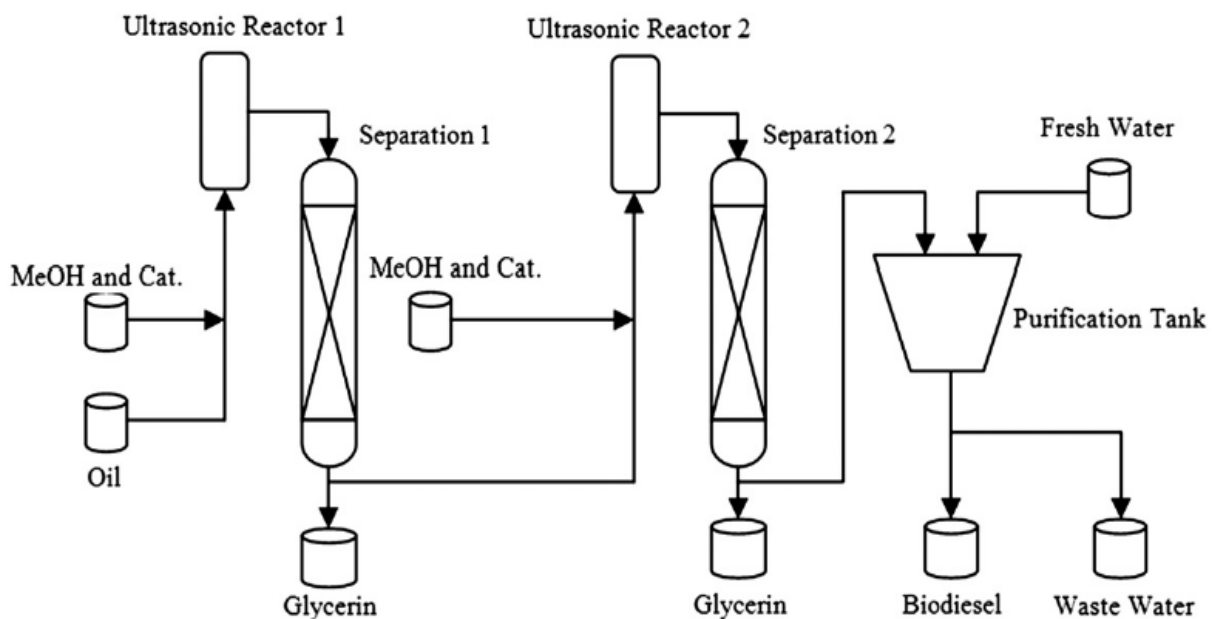 Ultrasonic Reactor 1
Ultrasonic Reactor 2
Separation 1
Separation 2
Fresh Water
MeOH and Cat.
MeOH and Cat.
Purification Tank
Oil
Glycerin
Glycerin
Biodiesel
Waste Water